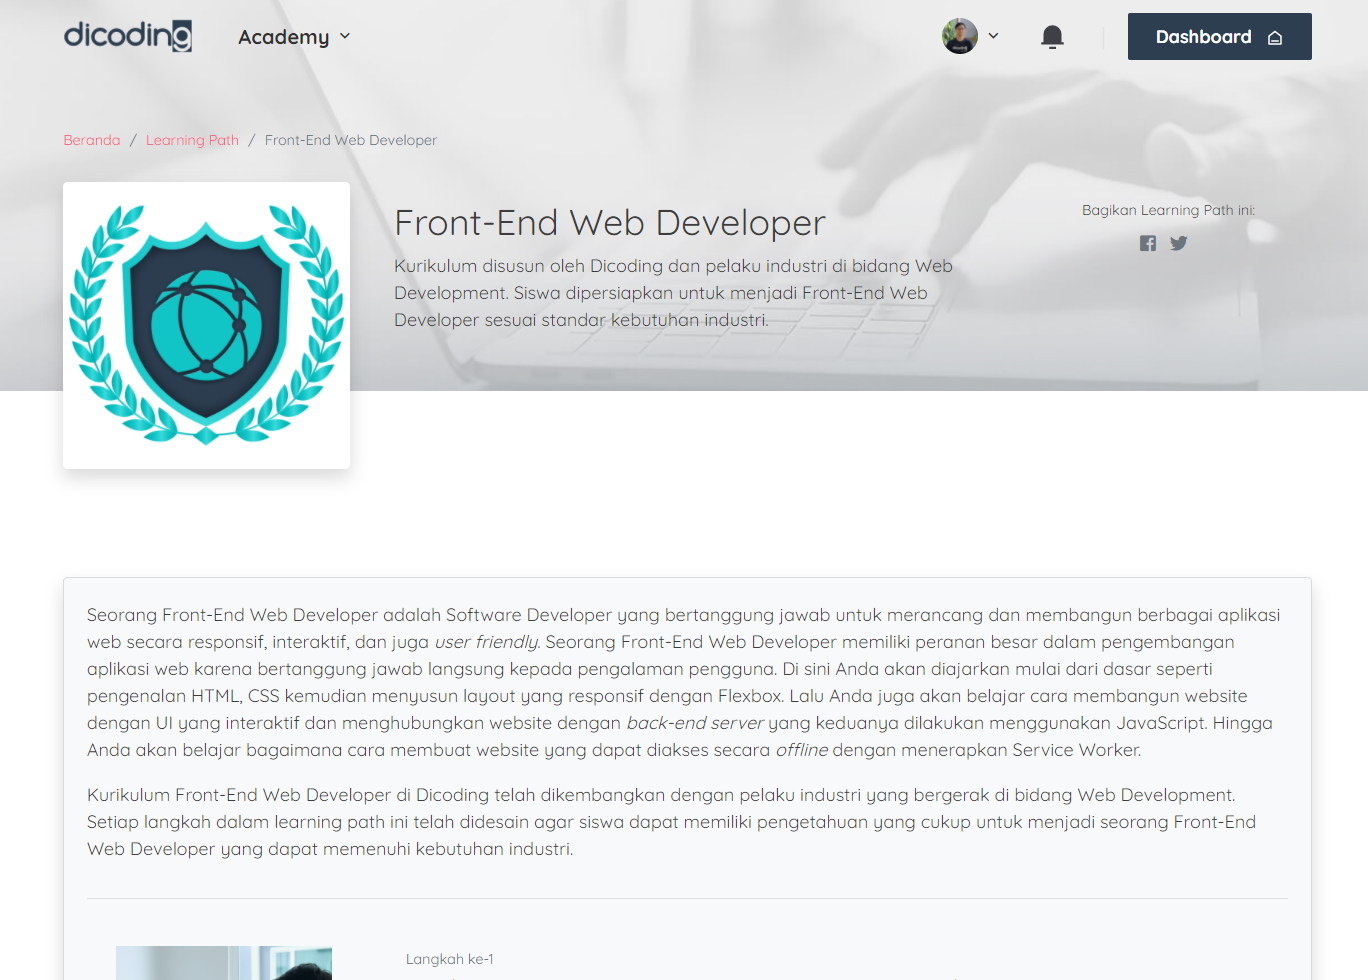 dicoding
Academy
Dashboard
Beranda / Learning Path / Front-End Web Developer
Front-End Web Developer
Kurikulum disusun oleh Dicoding dan pelaku industri di bidang Web
Development. Siswa dipersiapkan untuk menjadi Front-End Web
Developer sesuai standar kebutuhan industri.
Bagikan Learning Path ini:
Seorang Front-End Web Developer adalah Software Developer yang bertanggung jawab untuk merancang dan membangun berbagai aplikasi
web secara responsif, interaktif, dan juga user friendly. Seorang Front-End Web Developer memiliki peranan besar dalam pengembangan
aplikasi web karena bertanggung jawab langsung kepada pengalaman pengguna. Di sini Anda akan diajarkan mulai dari dasar seperti
pengenalan HTML, CSS kemudian menyusun layout yang responsif dengan Flexbox. Lalu Anda juga akan belajar cara membangun website
dengan UI yang interaktif dan menghubungkan website dengan back-end server yang keduanya dilakukan menggunakan JavaScript. Hingga
Anda akan belajar bagaimana cara membuat website yang dapat diakses secara offline dengan menerapkan Service Worker.
Kurikulum Front-End Web Developer di Dicoding telah dikembangkan dengan pelaku industri yang bergerak di bidang Web Development.
Setiap langkah dalam learning path ini telah didesain agar siswa dapat memiliki pengetahuan yang cukup untuk menjadi seorang Front-End
Web Developer yang dapat memenuhi kebutuhan industri.
Langkah ke-1